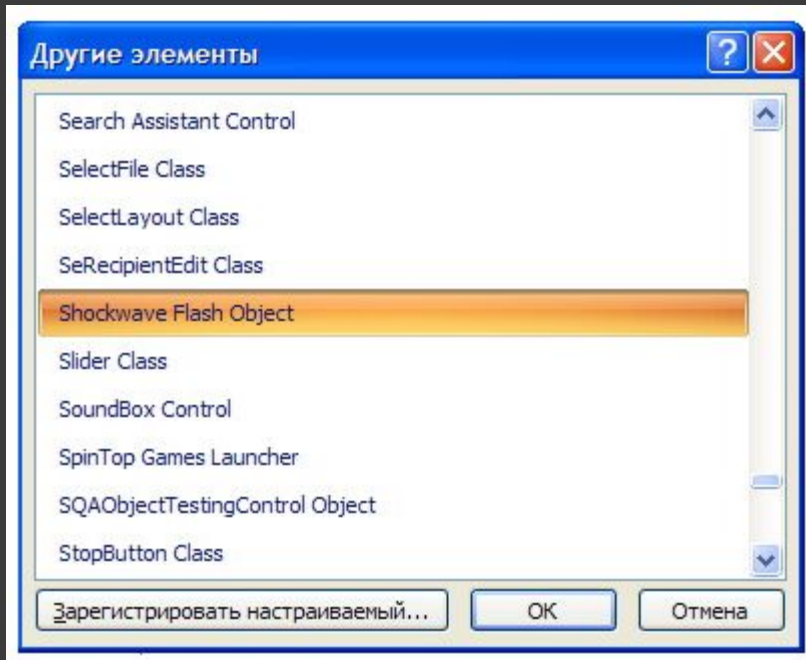 Другие элементы
Search Assistant Control
SelectFile Class
SelectLayout Class
SeRecipientEdit Class
Shockwave Flash Object
Slider Class
SoundBox Control
SpinTop Games Launcher
SQAObjectTestingControl Object
StopButton Class
Зарегистрировать настраиваемый... ОК Отмена